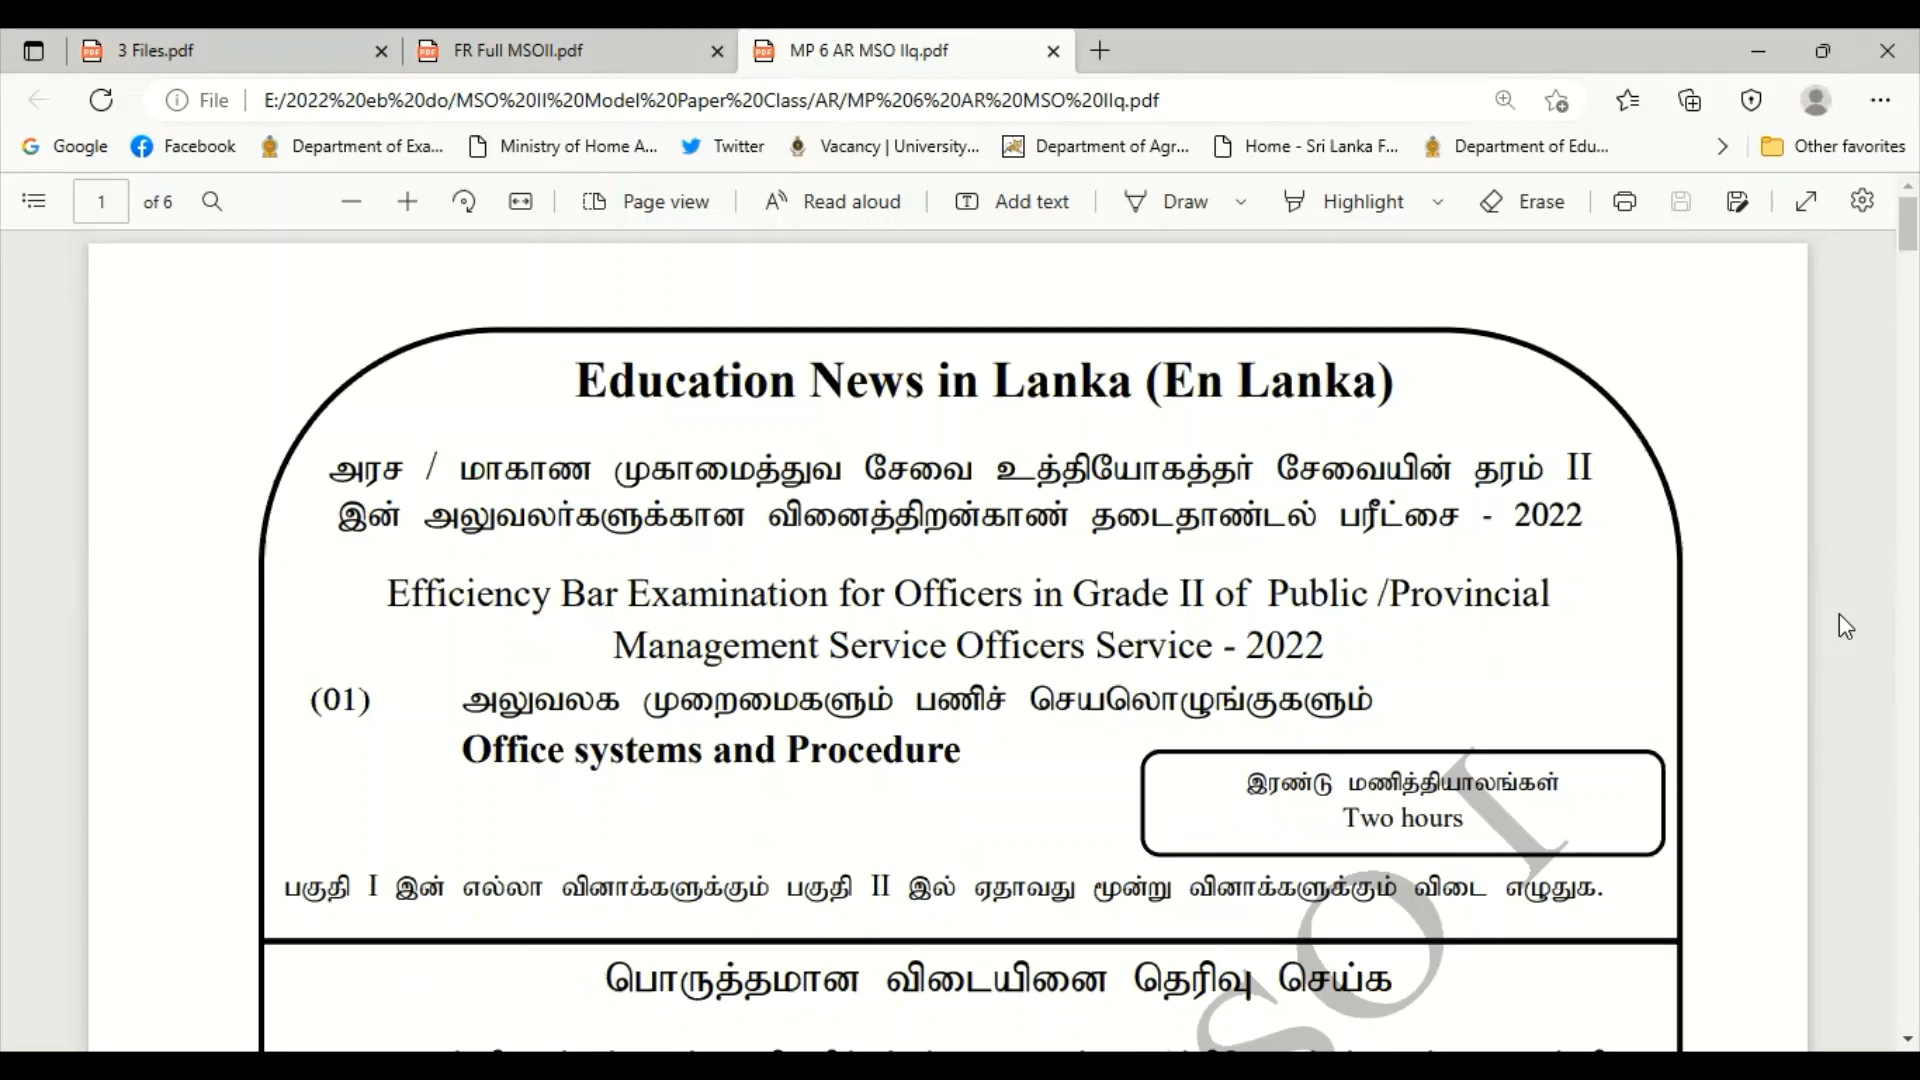 3 Files.pdf
FR Full MSOII.pdf
MP 6 AR MSO IIq.pdf
File
E:/2022%20eb%20do/MSO%20II%20Model%20Paper%20Class/AR/MP%206%20AR%20MSO%20IIq.pdf
Google
Facebook
Department of Exa...
Ministry of Home A...
Twitter
Vacancy | University...
Department of Agr...
Home - Sri Lanka F...
Department of Edu...
Other favorites
1 of 6
Page view
Read aloud
Add text
Draw
Highlight
Erase
Education News in Lanka (En Lanka)
அரச / மாகாண முகாமைத்துவ சேவை உத்தியோகத்தர் சேவையின் தரம் II
இன் அலுவலர்களுக்கான வினைத்திறன்காண் தடைதாண்டல் பரீட்சை - 2022
Efficiency Bar Examination for Officers in Grade II of Public /Provincial
Management Service Officers Service - 2022
(01) அலுவலக முறைமைகளும் பணிச் செயலொழுங்குகளும்
Office systems and Procedure
இரண்டு மணித்தியாலங்கள்
Two hours
பகுதி I இன் எல்லா வினாக்களுக்கும் பகுதி II இல் ஏதாவது மூன்று வினாக்களுக்கும் விடை எழுதுக.
பொருத்தமான விடையினை தெரிவு செய்க
S O I